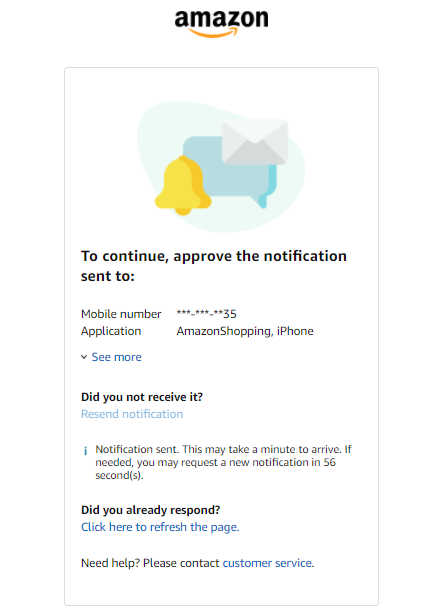 amazon
To continue, approve the notification
sent to:
Mobile number ***-***-**35
Application AmazonShopping, iPhone
See more
Did you not receive it?
Resend notification
i Notification sent. This may take a minute to arrive. If
needed, you may request a new notification in 56
second(s).
Did you already respond?
Click here to refresh the page.
Need help? Please contact customer service.